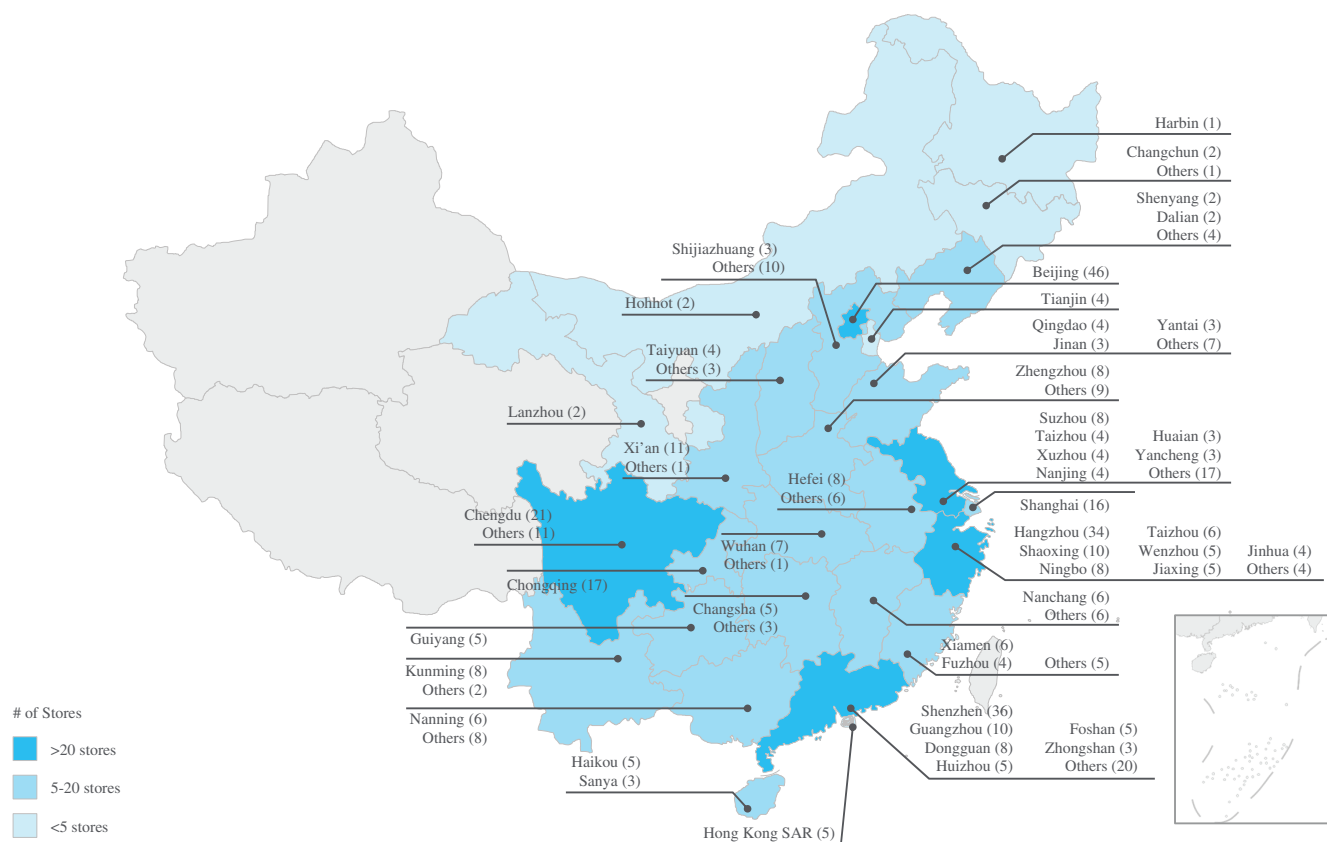 Harbin (1)
Changchun (2)
Others (1)
Shenyang (2)
Dalian (2)
Others (4)
Shijiazhuang (3)
Others (10)
Beijing (46)
Hohhot (2)
Tianjin (4)
Qingdao (4) Yantai (3)
Jinan (3) Others (7)
Taiyuan (4)
Others (3)
Zhengzhou (8)
Others (9)
Lanzhou (2)
Suzhou (8)
Taizhou (4) Huaian (3)
Xuzhou (4) Yancheng (3)
Nanjing (4) Others (17)
Xi’an (11)
Others (1)
Hefei (8)
Others (6)
Shanghai (16)
Chengdu (21)
Others (11)
Hangzhou (34) Taizhou (6)
Shaoxing (10) Wenzhou (5) Jinhua (4)
Ningbo (8) Jiaxing (5) Others (4)
Wuhan (7)
Others (1)
Chongqing (17)
Changsha (5)
Others (3)
Nanchang (6)
Others (6)
Guiyang (5)
Xiamen (6)
Fuzhou (4) Others (5)
Kunming (8)
Others (2)
Nanning (6)
Others (8)
Shenzhen (36)
Guangzhou (10) Foshan (5)
Dongguan (8) Zhongshan (3)
Huizhou (5) Others (20)
Haikou (5)
Sanya (3)
Hong Kong SAR (5)
# of Stores
>20 stores
5-20 stores
<5 stores